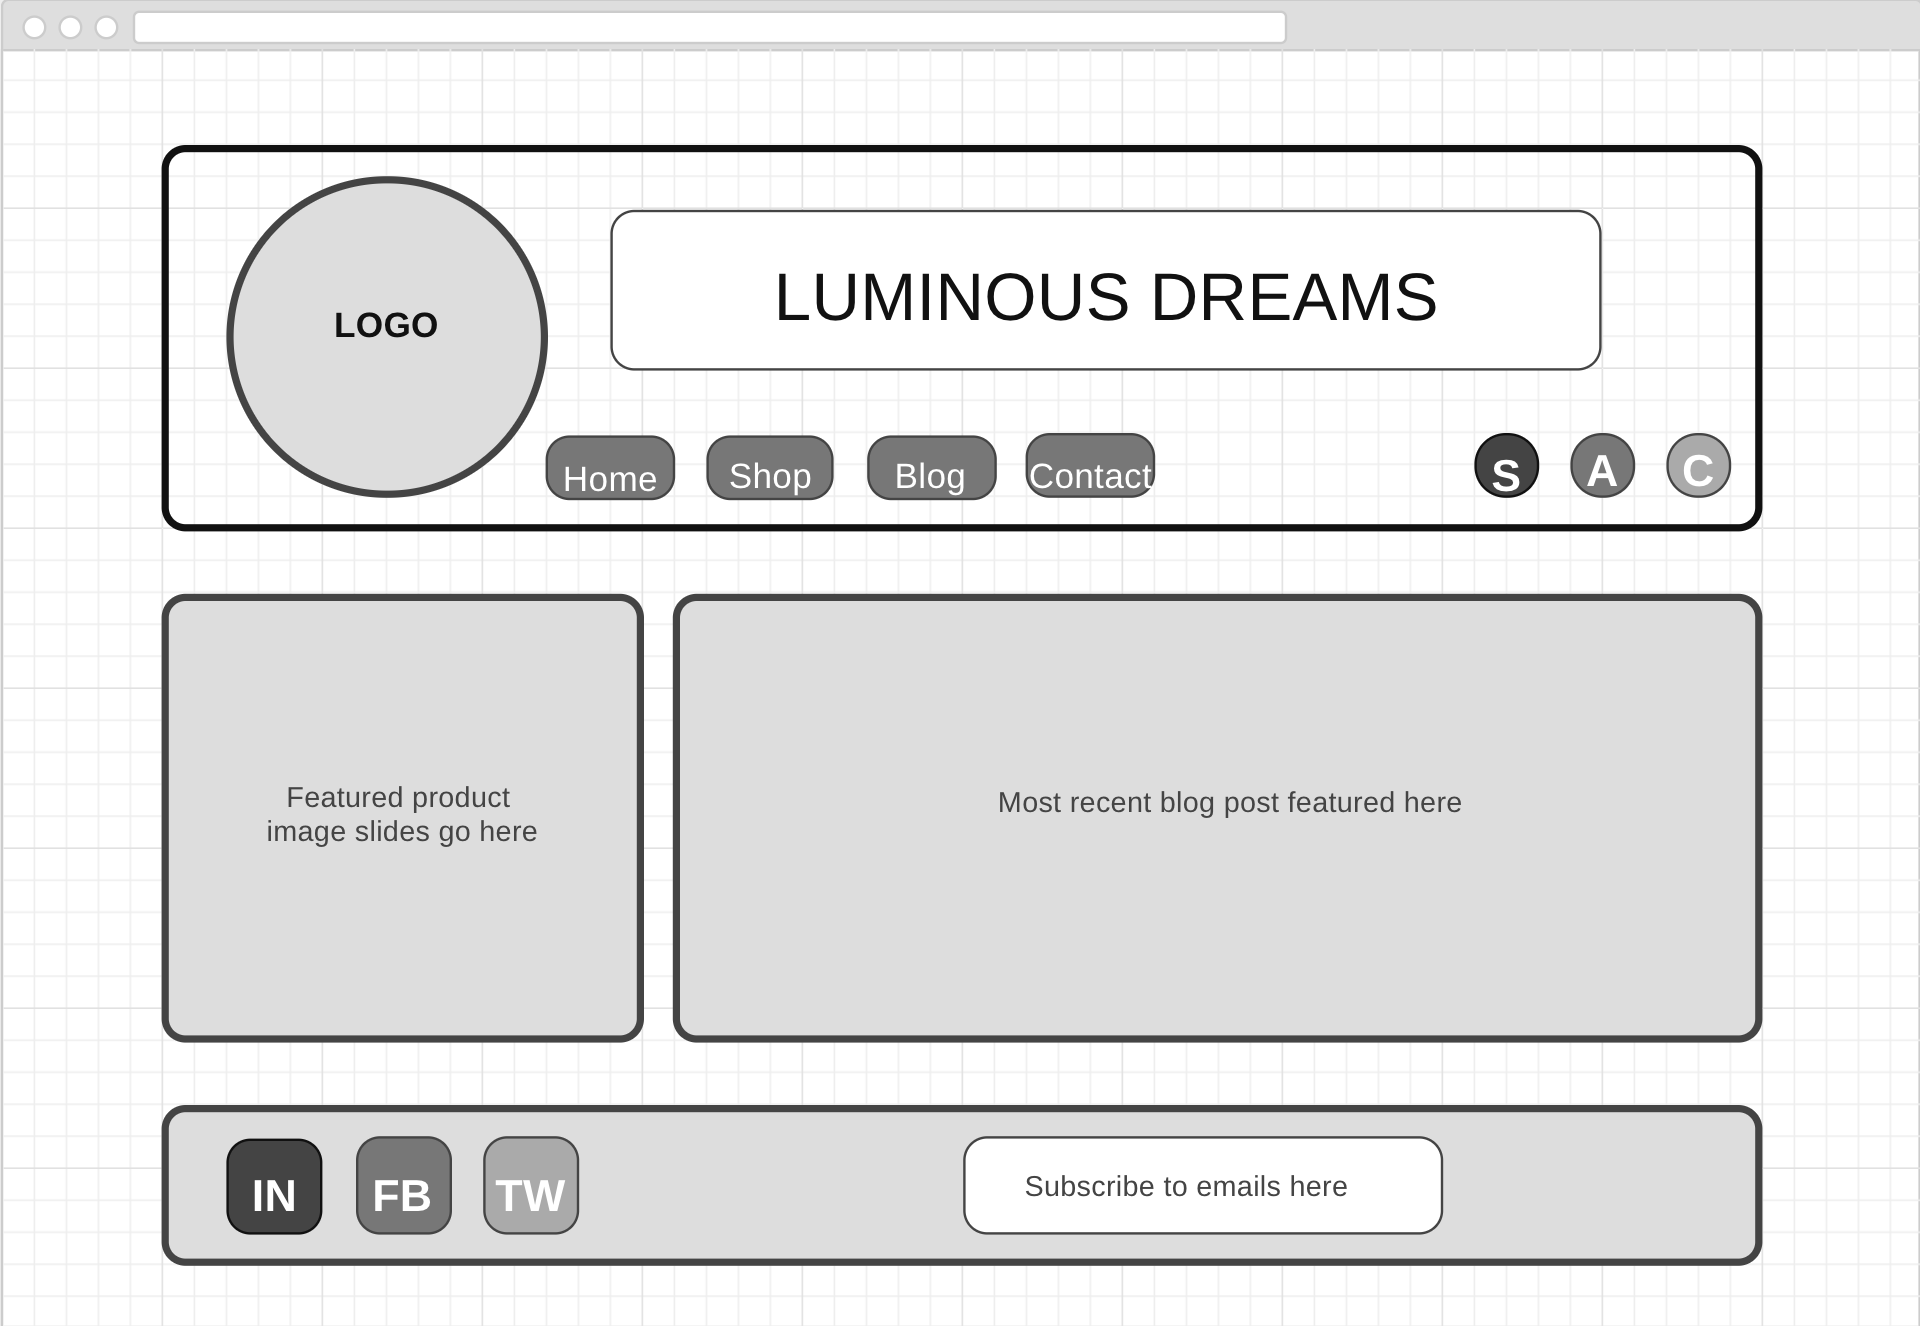 LOGO
LUMINOUS DREAMS
Home
Shop
Blog
Contact
S
A
C
Featured product
image slides go here
Most recent blog post featured here
IN
FB
TW
Subscribe to emails here